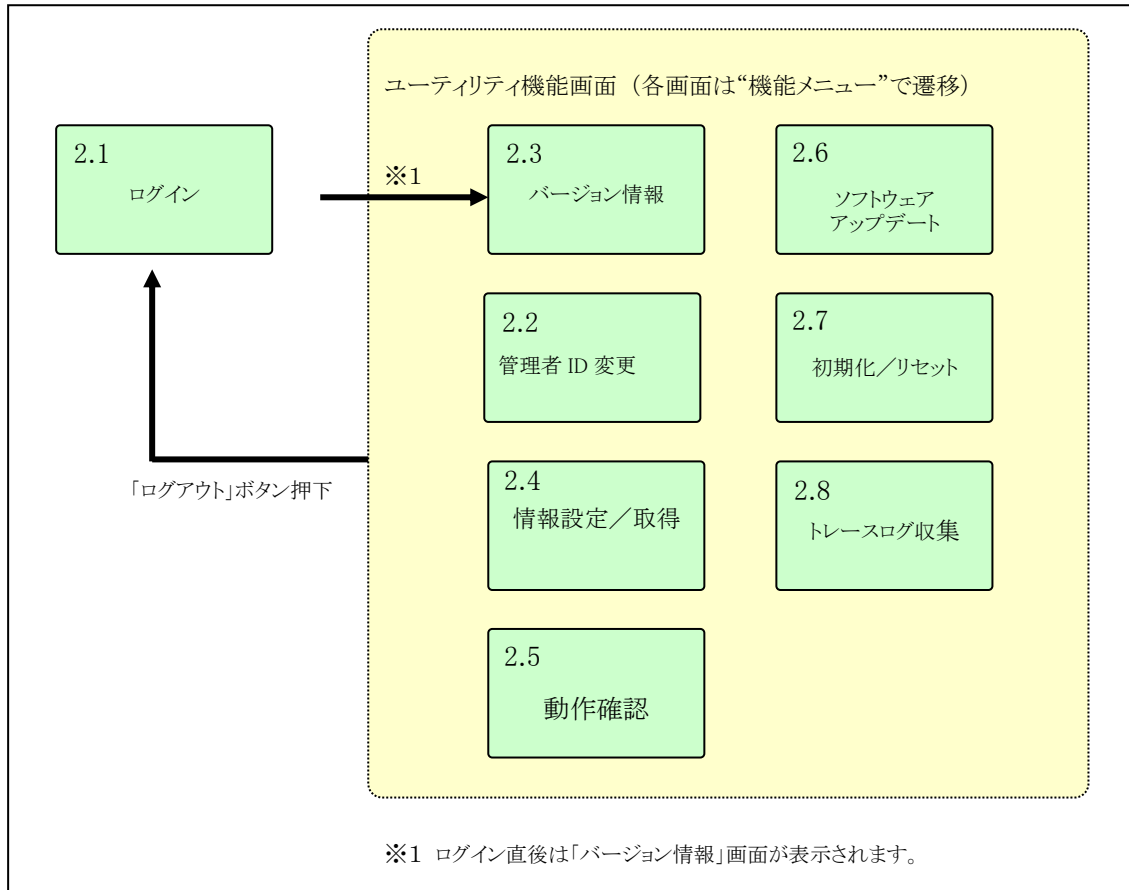 ユーティリティ機能画面（各画面は“機能メニュー”で遷移）
2.1
ログイン
※1
2.3
バージョン情報
2.6
ソフトウェア
アップデート
2.2
管理者 ID 変更
2.7
初期化／リセット
「ログアウト」ボタン押下
2.4
情報設定／取得
2.8
トレースログ収集
2.5
動作確認
※1 ログイン直後は「バージョン情報」画面が表示されます。